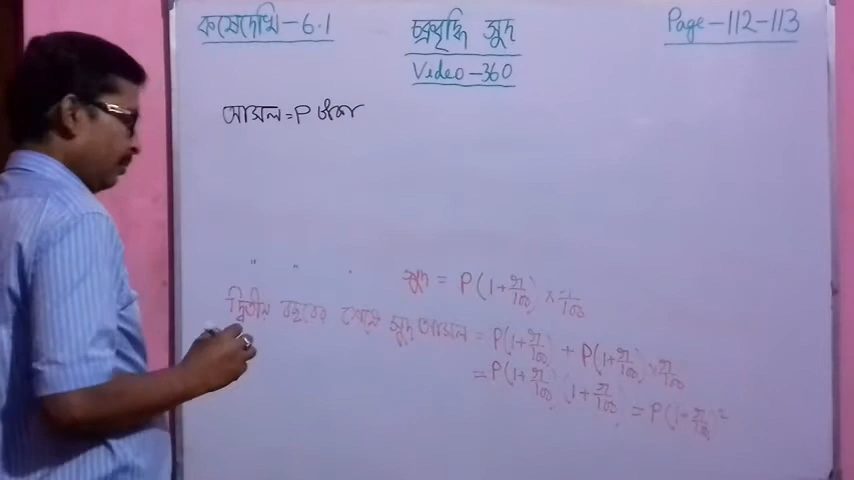 কষেদেখি-6.1
চক্রবৃদ্ধি সুদ
Video-360
Page-112-113
আসল=P টাকা
" " " সুদ = P(1+র/100) × র/100
দ্বিতীয় বছরের শেষে সুদ আসল = P(1+র/100) + P(1+র/100) × র/100
= P(1+র/100) (1+র/100) = P(1+র/100)²